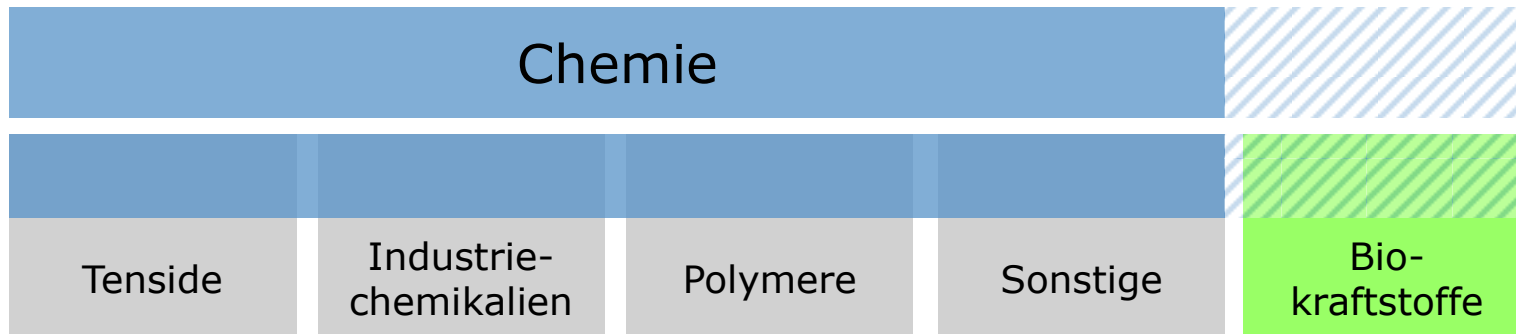 Chemie
Tenside
Industrie-
chemikalien
Polymere
Sonstige
Bio-
kraftstoffe